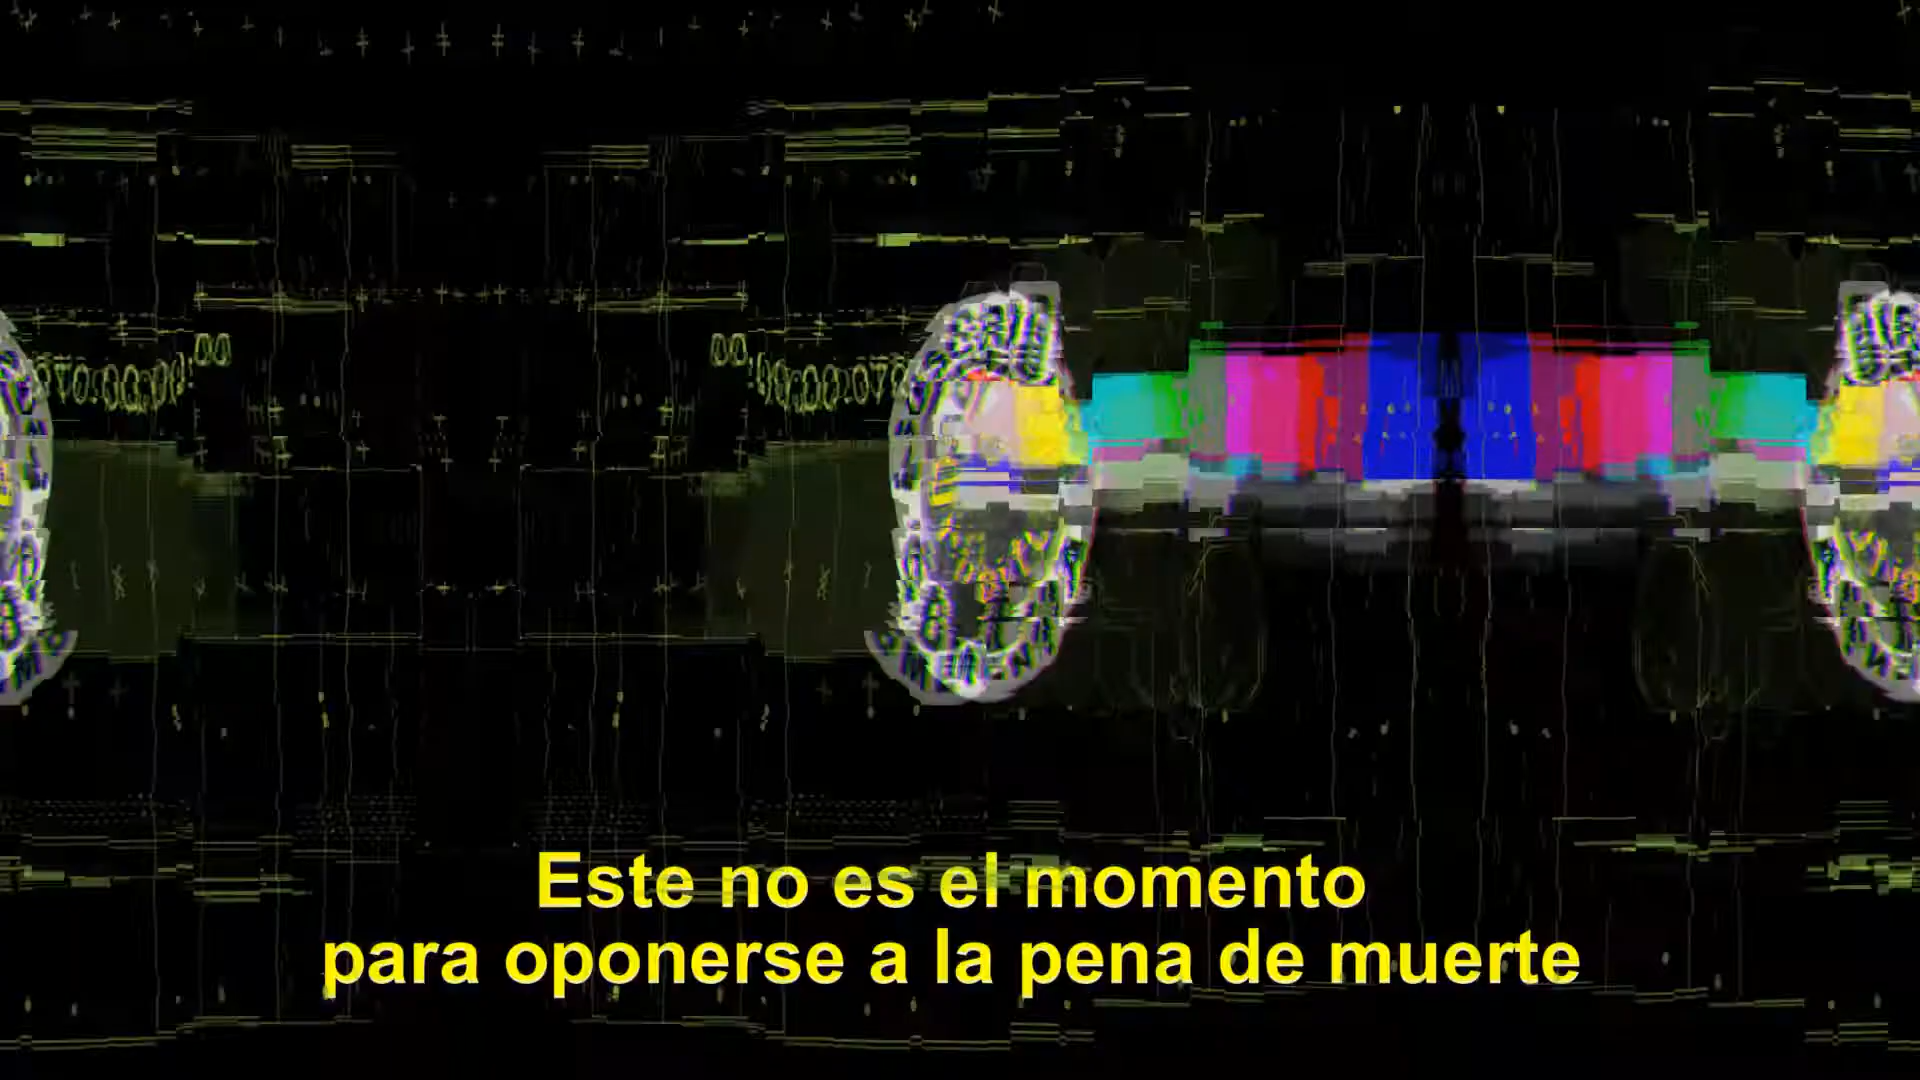 Este no es el momento
para oponerse a la pena de muerte